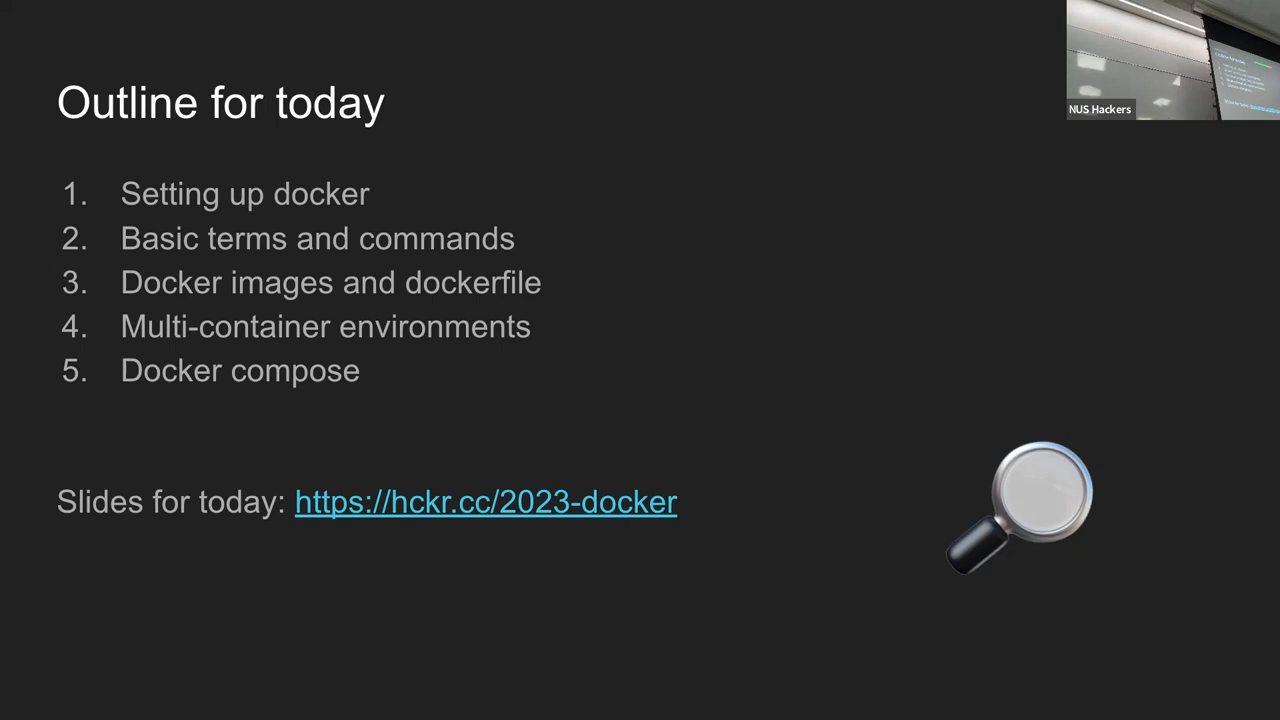 Outline for today
1. Setting up docker
2. Basic terms and commands
3. Docker images and dockerfile
4. Multi-container environments
5. Docker compose
Slides for today: https://hckr.cc/2023-docker
NUS Hackers